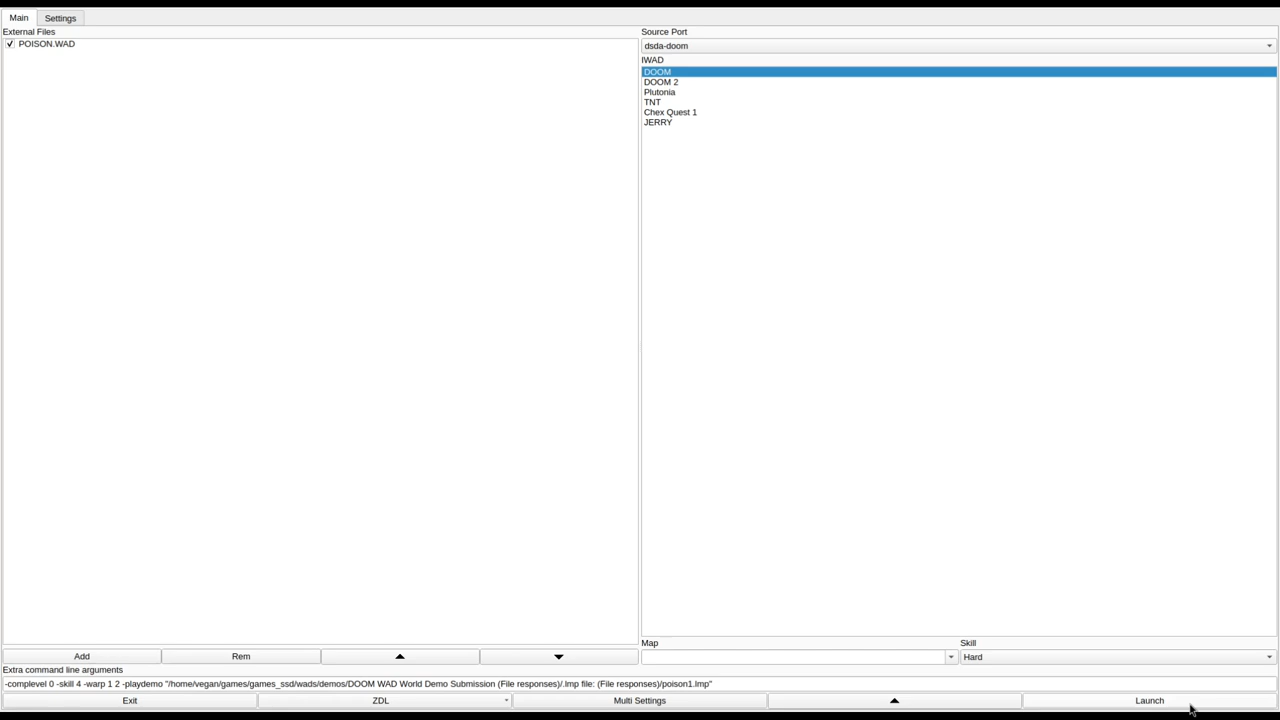 Main
Settings
External Files
POISON.WAD
Source Port
dsda-doom
IWAD
DOOM
DOOM 2
Plutonia
TNT
Chex Quest 1
JERRY
Map
Skill
Hard
Add
Rem
Extra command line arguments
-complevel 0 -skill 4 -warp 1 2 -playdemo "/home/vegan/games/games_ssd/wads/demos/DOOM WAD World Demo Submission (File responses)/.lmp file: (File responses)/poison1.lmp"
Exit
ZDL
Multi Settings
Launch